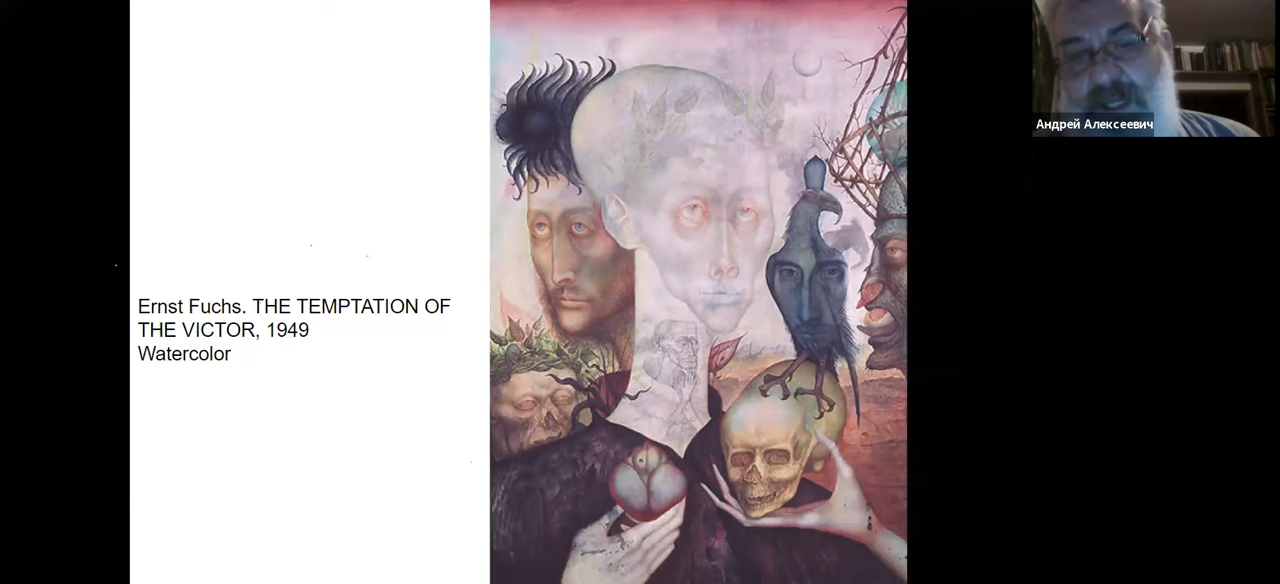 Ernst Fuchs. THE TEMPTATION OF
THE VICTOR, 1949
Watercolor
Андрей Алексеевич